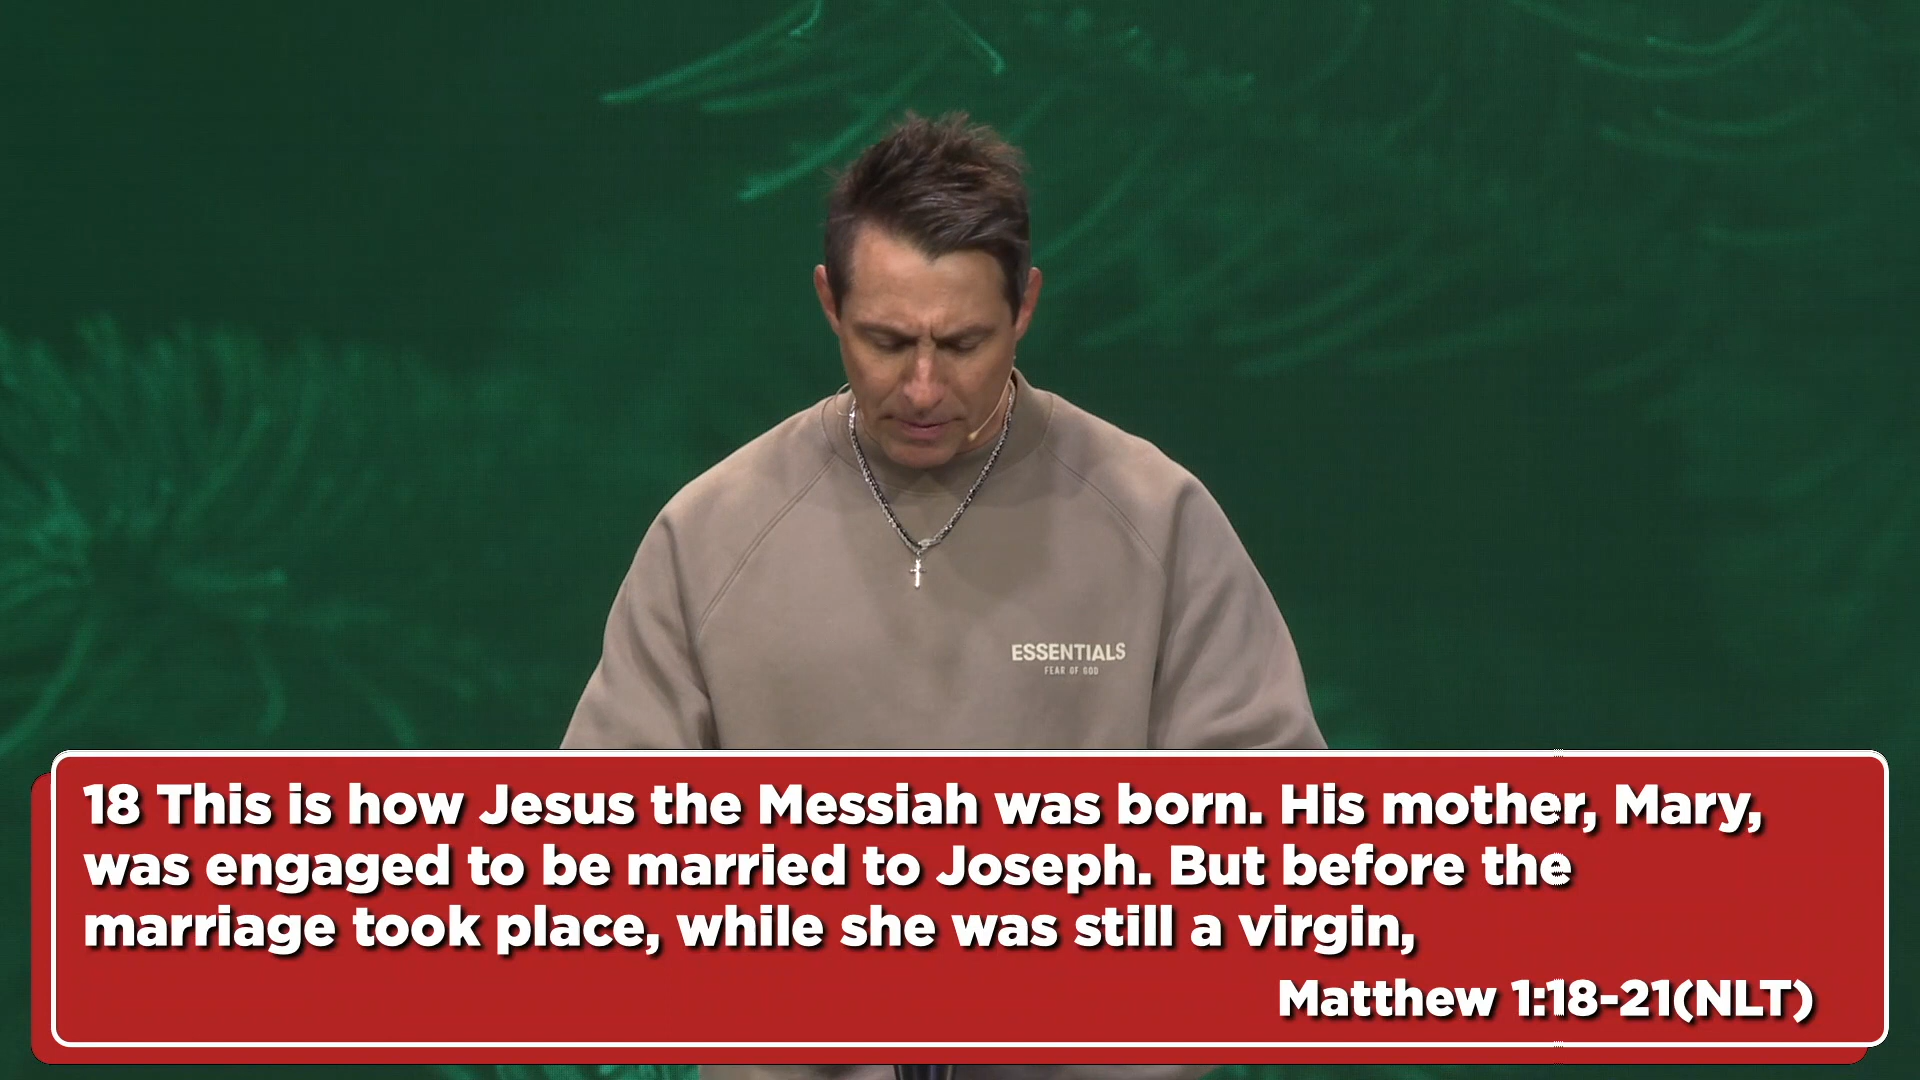 ESSENTIALS
FEAR OF GOD
18 This is how Jesus the Messiah was born. His mother, Mary,
was engaged to be married to Joseph. But before the
marriage took place, while she was still a virgin,
Matthew 1:18-21(NLT)